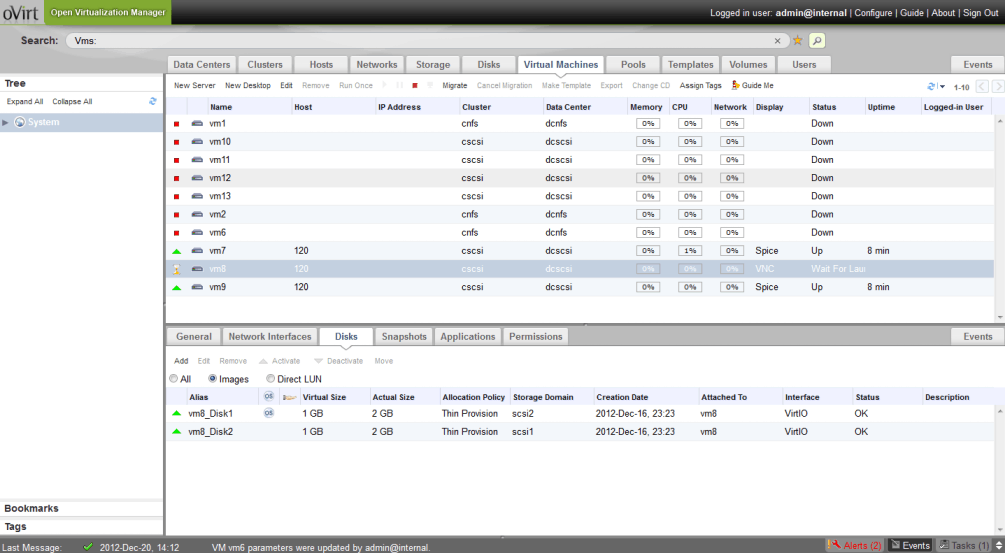 oVirt Open Virtualization Manager Logged in user: admin@internal | Configure | Guide | About | Sign Out
Search: Vms:
Data Centers Clusters Hosts Networks Storage Disks Virtual Machines Pools Templates Volumes Users Events
Tree
Expand All Collapse All
System
New Server New Desktop Edit Remove Run Once Migrate Cancel Migration Make Template Export Change CD Assign Tags Guide Me 1-10
Name Host IP Address Cluster Data Center Memory CPU Network Display Status Uptime Logged-in User
vm1 cnfs dcnfs 0% 0% 0% Down
vm10 cscsi dcscsi 0% 0% 0% Down
vm11 cscsi dcscsi 0% 0% 0% Down
vm12 cscsi dcscsi 0% 0% 0% Down
vm13 cscsi dcscsi 0% 0% 0% Down
vm2 cnfs dcnfs 0% 0% 0% Down
vm6 cnfs dcnfs 0% 0% 0% Down
vm7 120 cscsi dcscsi 0% 1% 0% Spice Up 8 min
vm8 120 cscsi dcscsi 0% 0% 0% VNC Wait For Lau
vm9 120 cscsi dcscsi 0% 0% 0% Spice Up 8 min
General Network Interfaces Disks Snapshots Applications Permissions Events
Add Edit Remove Activate Deactivate Move
All Images Direct LUN
Alias OS Virtual Size Actual Size Allocation Policy Storage Domain Creation Date Attached To Interface Status Description
vm8_Disk1 OS 1 GB 2 GB Thin Provision scsi2 2012-Dec-16, 23:23 vm8 VirtIO OK
vm8_Disk2 1 GB 2 GB Thin Provision scsi1 2012-Dec-16, 23:23 vm8 VirtIO OK
Bookmarks
Tags
Last Message: 2012-Dec-20, 14:12 VM vm6 parameters were updated by admin@internal. Alerts (2) Events Tasks (1)